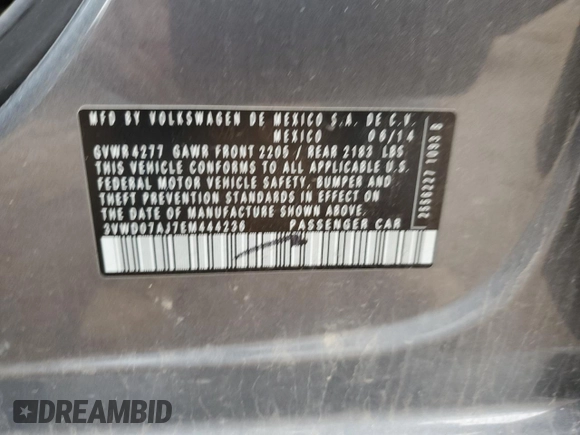 MFD BY VOLKSWAGEN DE MEXICO S.A. DE C.V.
MEXICO 06/14
GVWR 4277 GAWR FRONT 2205 / REAR 2183 LBS
THIS VEHICLE CONFORMS TO ALL APPLICABLE U.S.
FEDERAL MOTOR VEHICLE SAFETY, BUMPER AND
THEFT PREVENTION STANDARDS IN EFFECT ON
THE DATE OF MANUFACTURE SHOWN ABOVE.
3VWD07AJ7EM444236 PASSENGER CAR
2556227 1093 B
DREAMBID